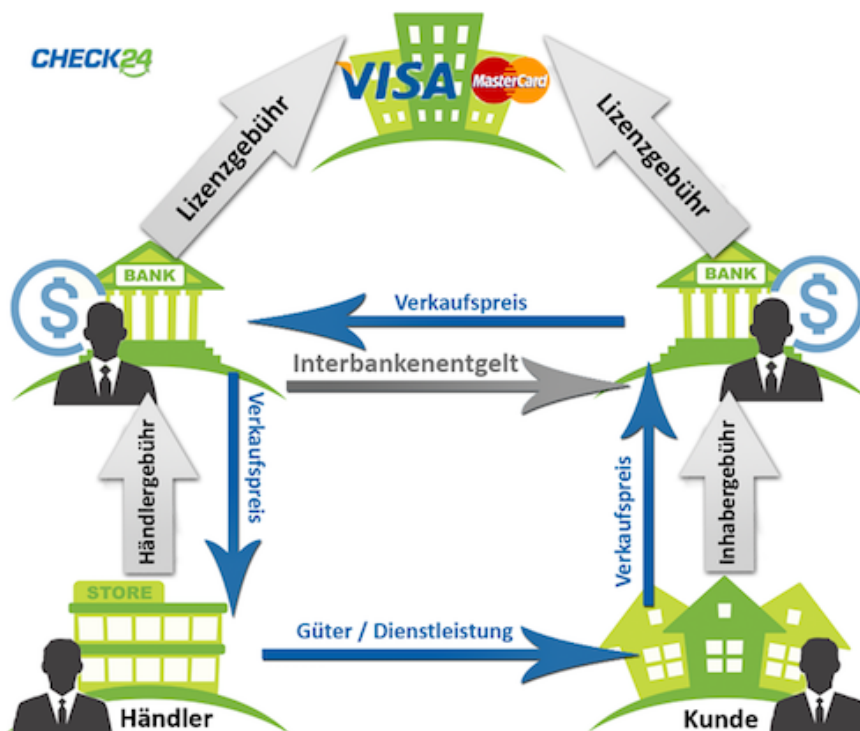 CHECK24
VISA
MasterCard
Lizenzgebühr
Lizenzgebühr
$
BANK
BANK
$
Verkaufspreis
Interbankenentgelt
Händlergebühr
Verkaufspreis
Verkaufspreis
Inhabergebühr
STORE
Güter / Dienstleistung
Händler
Kunde